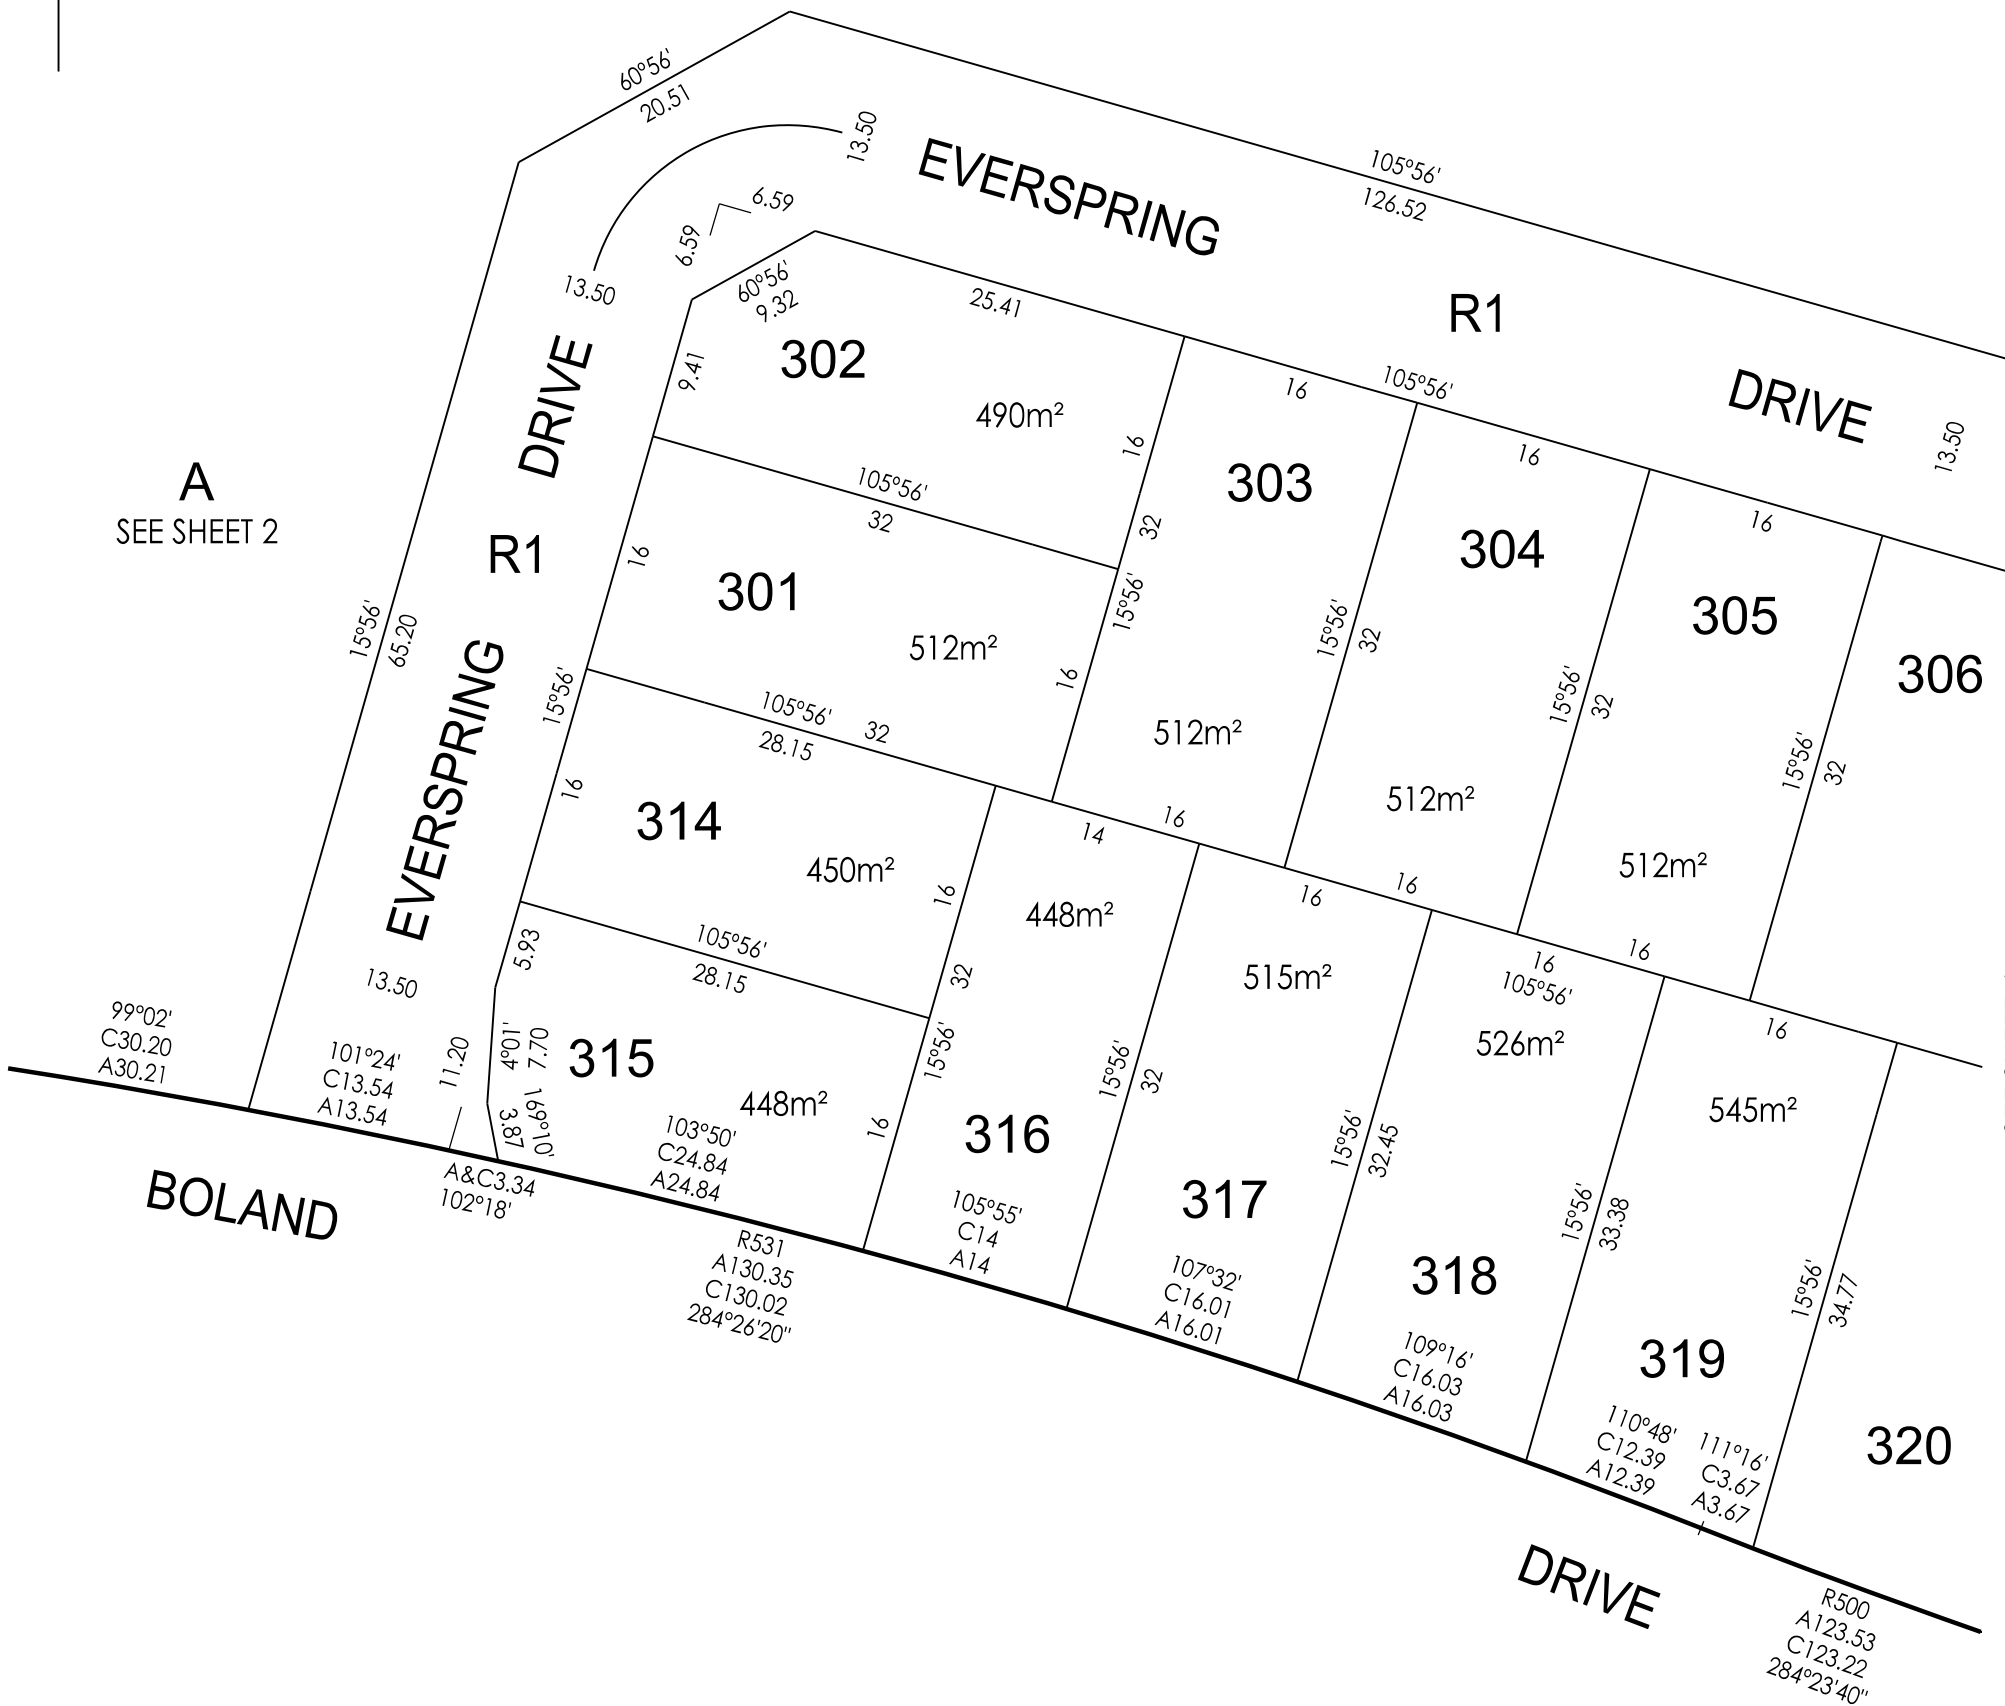 60°56'
20.51
13.50
EVERSPRING
105°56'
126.52
6.59
6.59
13.50
60°56'
9.32
25.41
R1
DRIVE
13.50
DRIVE
302
490m²
9.41
16
16
105°56'
303
32
16
304
16
305
306
A
SEE SHEET 2
R1
105°56'
32
301
512m²
16
15°56'
16
512m²
15°56'
32
512m²
15°56'
32
512m²
15°56'
32
15°56'
65.20
EVERSPRING
15°56'
105°56'
32
28.15
16
314
450m²
16
14
16
16
16
16
105°56'
16
16
448m²
515m²
526m²
545m²
105°56'
28.15
5.93
32
15°56'
13.50
99°02'
C30.20
A30.21
101°24'
C13.54
A13.54
11.20
4°01'
7.70
315
448m²
169°10'
3.87
103°50'
C24.84
A24.84
16
316
15°56'
32
317
15°56'
32.45
318
15°56'
33.38
319
15°56'
34.77
320
BOLAND
A&C3.34
102°18'
R531
A130.35
C130.02
284°26'20"
105°55'
C14
A14
107°32'
C16.01
A16.01
109°16'
C16.03
A16.03
110°48'
C12.39
A12.39
111°16'
C3.67
A3.67
DRIVE
R500
A123.53
C123.22
284°23'40"